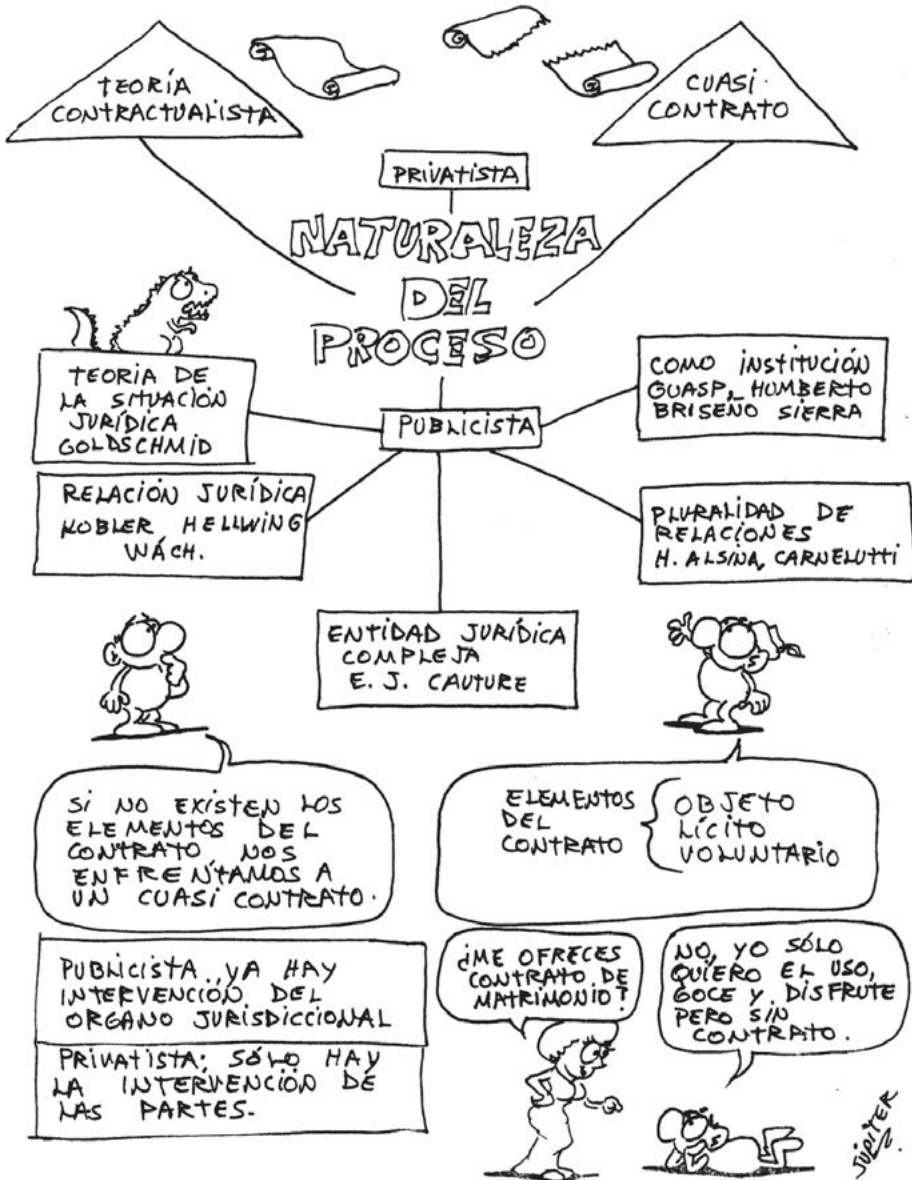 TEORÍA
CONTRACTUALISTA
CUASI
CONTRATO
PRIVATISTA
NATURALEZA
DEL
PROCESO
TEORIA DE
LA SITUACIÓN
JURÍDICA
GOLDSCHMID
PUBLICISTA
COMO INSTITUCIÓN
GUASP, HUMBERTO
BRISEÑO SIERRA
RELACIÓN JURÍDICA
KOBLER HELLWING
WÁCH.
PLURALIDAD DE
RELACIONES
H. ALSINA, CARNELUTTI
ENTIDAD JURÍDICA
COMPLEJA
E. J. CAUTURE
SI NO EXISTEN LOS
ELEMENTOS DEL
CONTRATO, NOS
ENFRENTAMOS A
UN CUASI CONTRATO.
ELEMENTOS
DEL
CONTRATO
OBJETO
LÍCITO
VOLUNTARIO
PUBLICISTA, YA HAY
INTERVENCIÓN DEL
ORGANO JURISDICCIONAL
PRIVATISTA; SÓLO HAY
LA INTERVENCIÓN DE
LAS PARTES.
¿ME OFRECES
CONTRATO DE
MATRIMONIO?
NO, YO SÓLO
QUIERO EL USO,
GOCE Y DISFRUTE
PERO SIN
CONTRATO.
JÚPITER